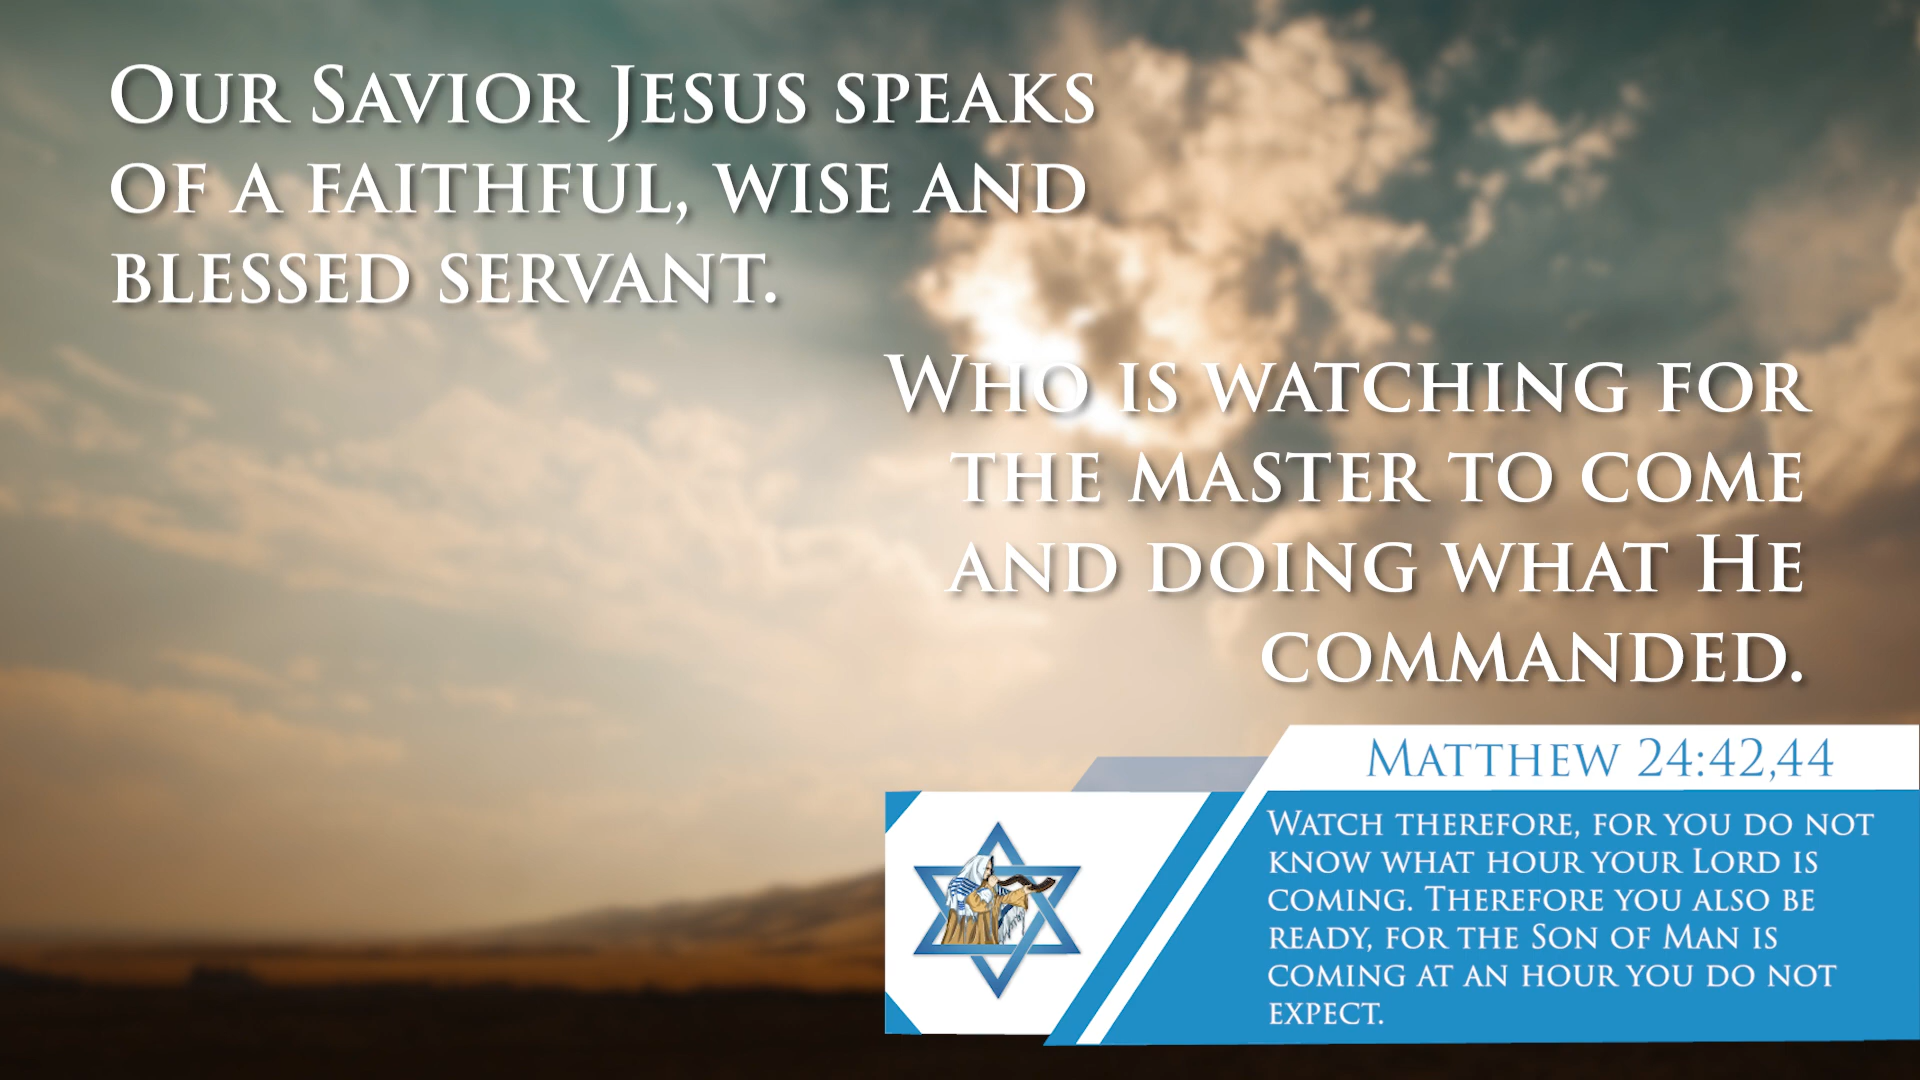 Our Savior Jesus speaks
of a faithful, wise and
blessed servant.
Who is watching for
the master to come
and doing what He
commanded.
Matthew 24:42,44
Watch therefore, for you do not
know what hour your Lord is
coming. Therefore you also be
ready, for the Son of Man is
coming at an hour you do not
expect.